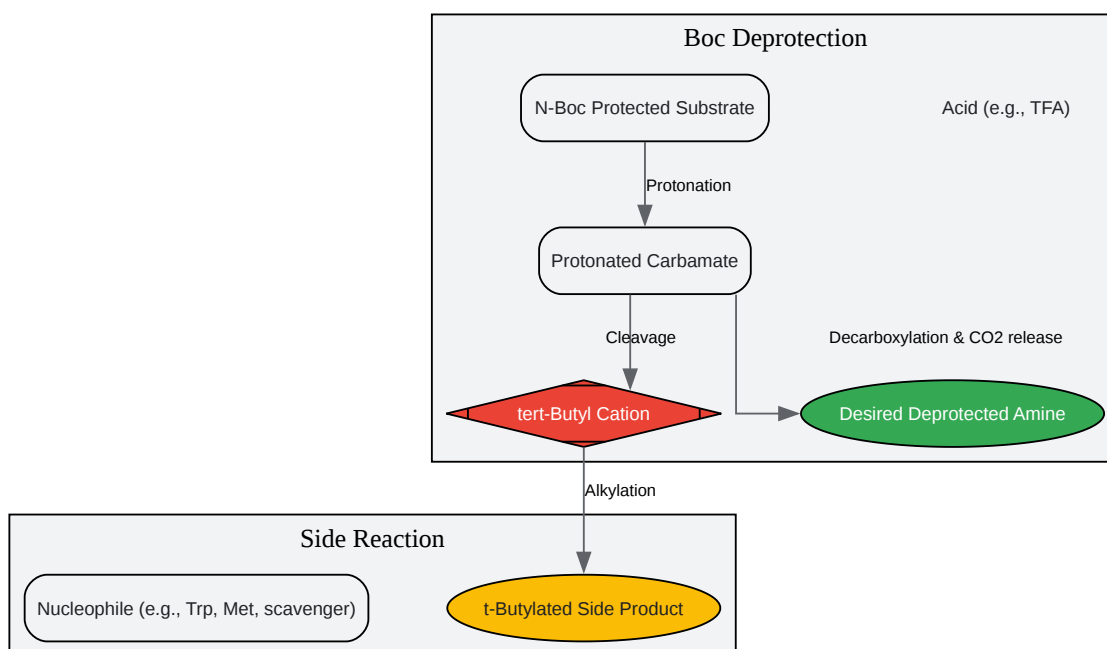 Boc Deprotection
N-Boc Protected Substrate
Acid (e.g., TFA)
Protonation
Protonated Carbamate
Cleavage
Decarboxylation & CO2 release
tert-Butyl Cation
Desired Deprotected Amine
Alkylation
Side Reaction
Nucleophile (e.g., Trp, Met, scavenger)
t-Butylated Side Product